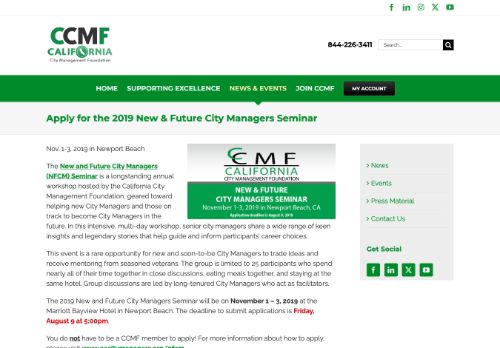 CCMF
CALIFORNIA
City Management Foundation
844-226-3411
Search...
HOME SUPPORTING EXCELLENCE NEWS & EVENTS JOIN CCMF MY ACCOUNT
Apply for the 2019 New & Future City Managers Seminar
Nov. 1-3, 2019 in Newport Beach
The New and Future City Managers
(NFCM) Seminar is a longstanding annual
workshop hosted by the California City
Management Foundation, geared toward
helping new City Managers and those on
track to become City Managers in the
future. In this intensive, multi-day workshop, senior city managers share a wide range of keen
insights and legendary stories that help guide and inform participants' career choices.
CCMF
CALIFORNIA
CITY MANAGEMENT FOUNDATION
NEW & FUTURE
CITY MANAGERS SEMINAR
November 1-3, 2019 in Newport Beach, CA
Application deadline is August 9, 2019
This event is a rare opportunity for new and soon-to-be City Managers to trade ideas and
receive mentoring from seasoned veterans. The group is limited to 25 participants who spend
nearly all of their time together in close discussions, eating meals together, and staying at the
same hotel. Group discussions are led by long-tenured City Managers who act as facilitators.
The 2019 New and Future City Managers Seminar will be on November 1 – 3, 2019 at the
Marriott Bayview Hotel in Newport Beach. The deadline to submit applications is Friday,
August 9 at 5:00pm.
You do not have to be a CCMF member to apply! For more information about how to apply,
> News
> Events
> Press Material
> Contact Us
Get Social